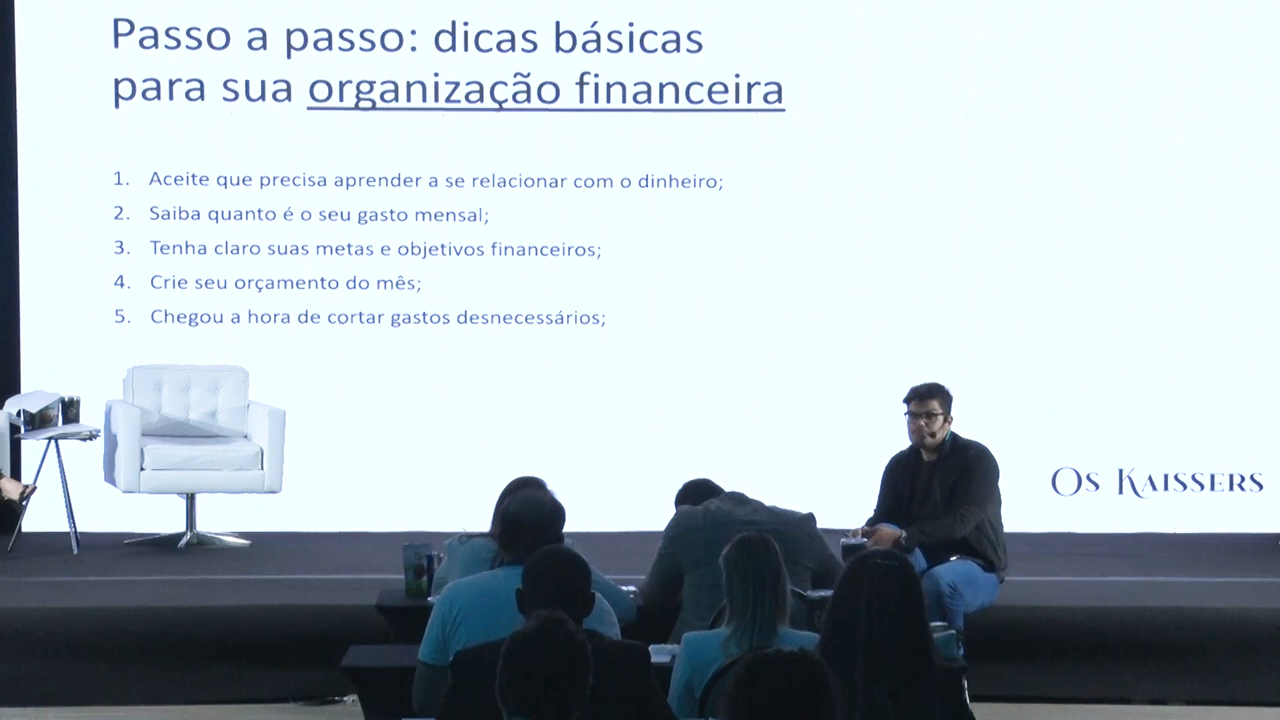 Passo a passo: dicas básicas
para sua organização financeira
1. Aceite que precisa aprender a se relacionar com o dinheiro;
2. Saiba quanto é o seu gasto mensal;
3. Tenha claro suas metas e objetivos financeiros;
4. Crie seu orçamento do mês;
5. Chegou a hora de cortar gastos desnecessários;
Os Kaissers